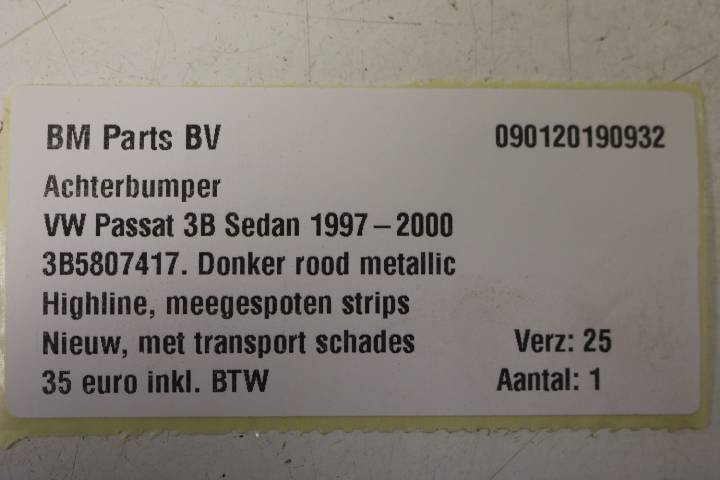 BM Parts BV 090120190932
Achterbumper
VW Passat 3B Sedan 1997 – 2000
3B5807417. Donker rood metallic
Highline, meegespoten strips
Nieuw, met transport schades Verz: 25
35 euro inkl. BTW Aantal: 1